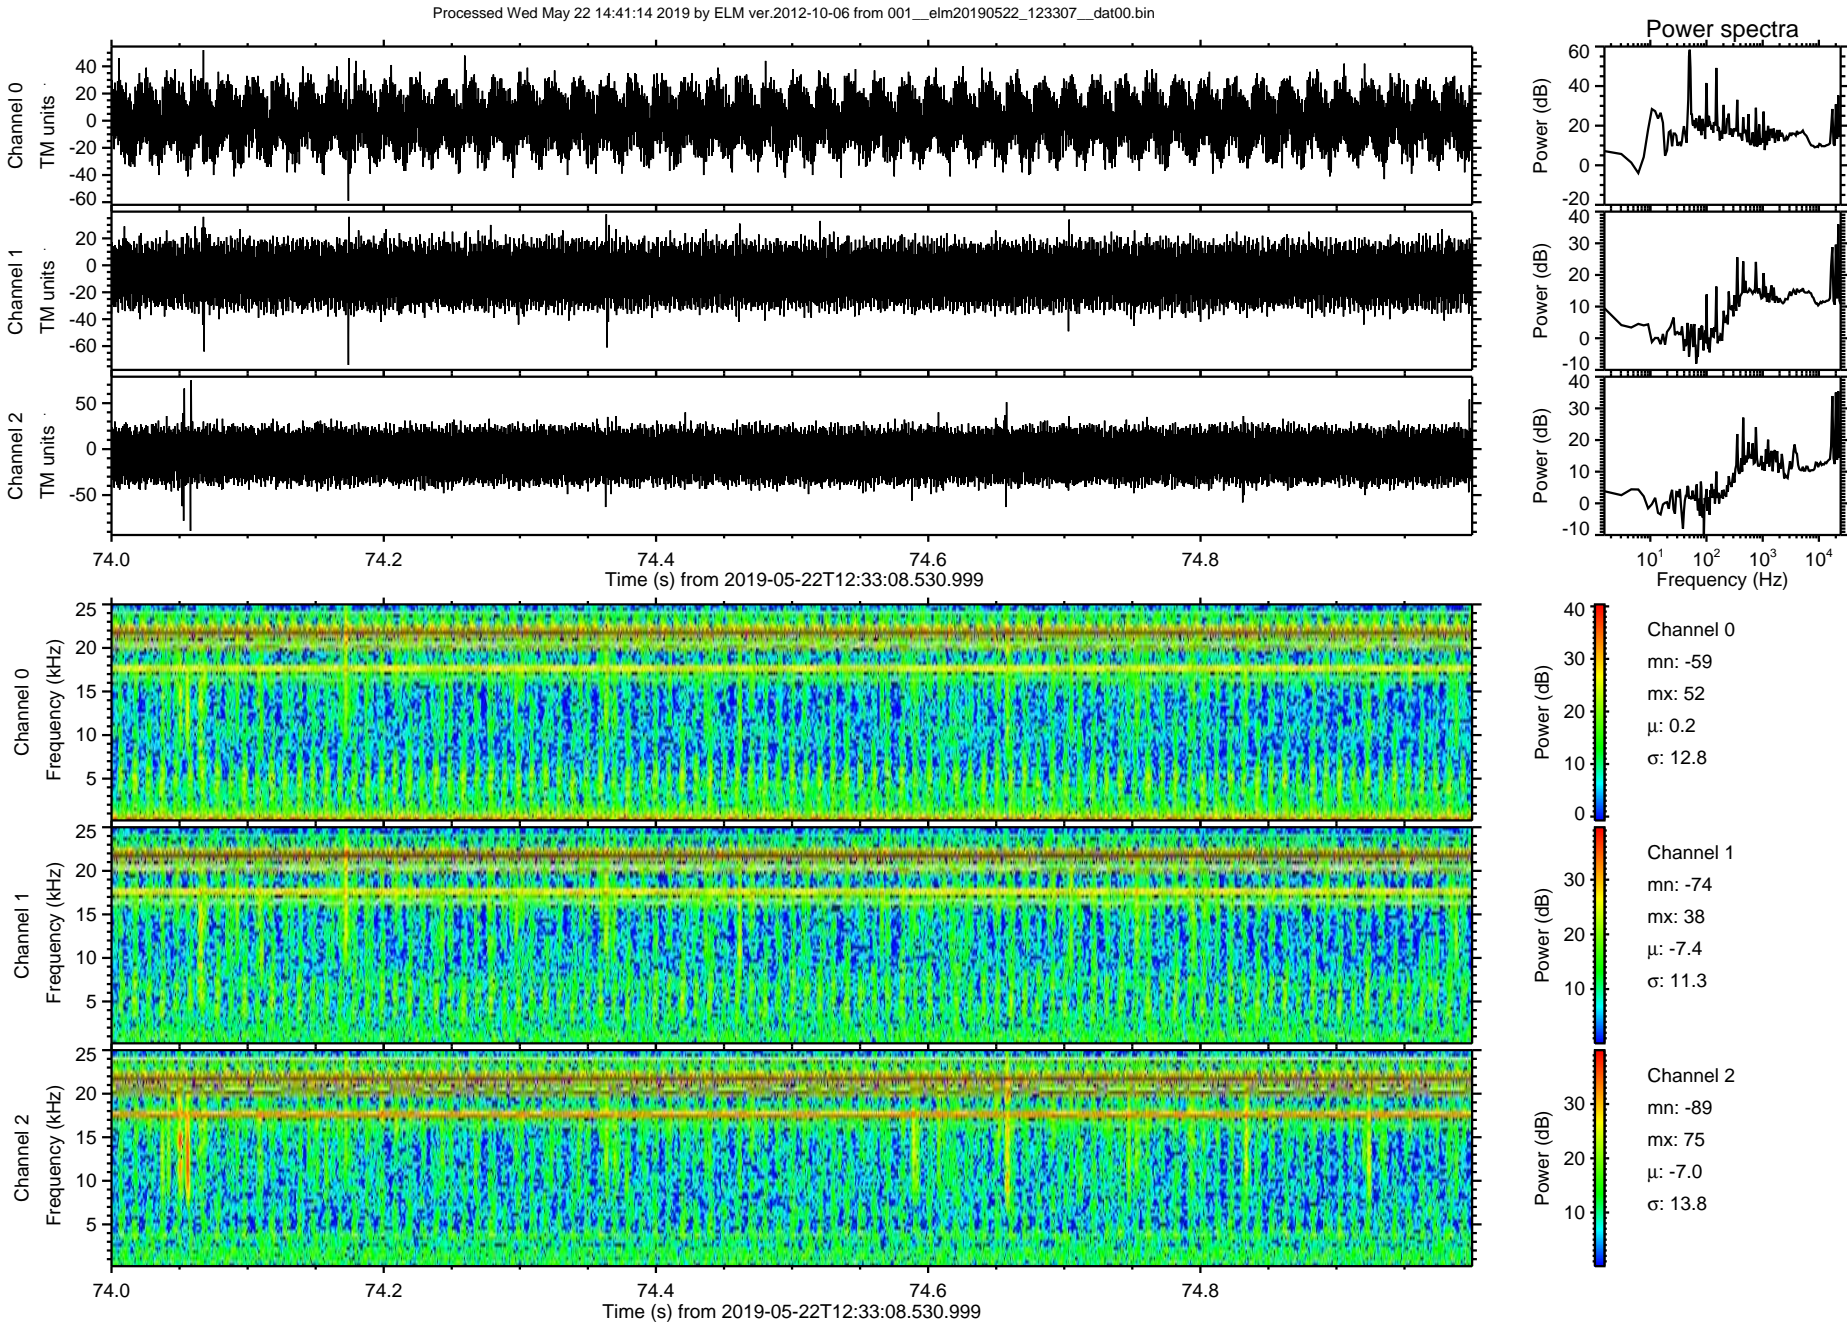 Processed Wed May 22 14:41:14 2019 by ELM ver.2012-10-06 from 001__elm20190522_123307__dat00.bin
Power spectra
Channel 0
TM units
40
20
0
-20
-40
-60
Power (dB)
60
40
20
0
-20
Channel 1
TM units
20
0
-20
-40
-60
Power (dB)
40
30
20
10
0
-10
Channel 2
TM units
50
0
-50
Power (dB)
40
30
20
10
0
-10
74.0 74.2 74.4 74.6 74.8
Time (s) from 2019-05-22T12:33:08.530.999
10^1 10^2 10^3 10^4
Frequency (Hz)
Channel 0
Frequency (kHz)
25
20
15
10
5
Power (dB)
40
30
20
10
0
Channel 0
mn: -59
mx: 52
μ: 0.2
σ: 12.8
Channel 1
Frequency (kHz)
25
20
15
10
5
Power (dB)
30
20
10
Channel 1
mn: -74
mx: 38
μ: -7.4
σ: 11.3
Channel 2
Frequency (kHz)
25
20
15
10
5
Power (dB)
30
20
10
Channel 2
mn: -89
mx: 75
μ: -7.0
σ: 13.8
74.0 74.2 74.4 74.6 74.8
Time (s) from 2019-05-22T12:33:08.530.999